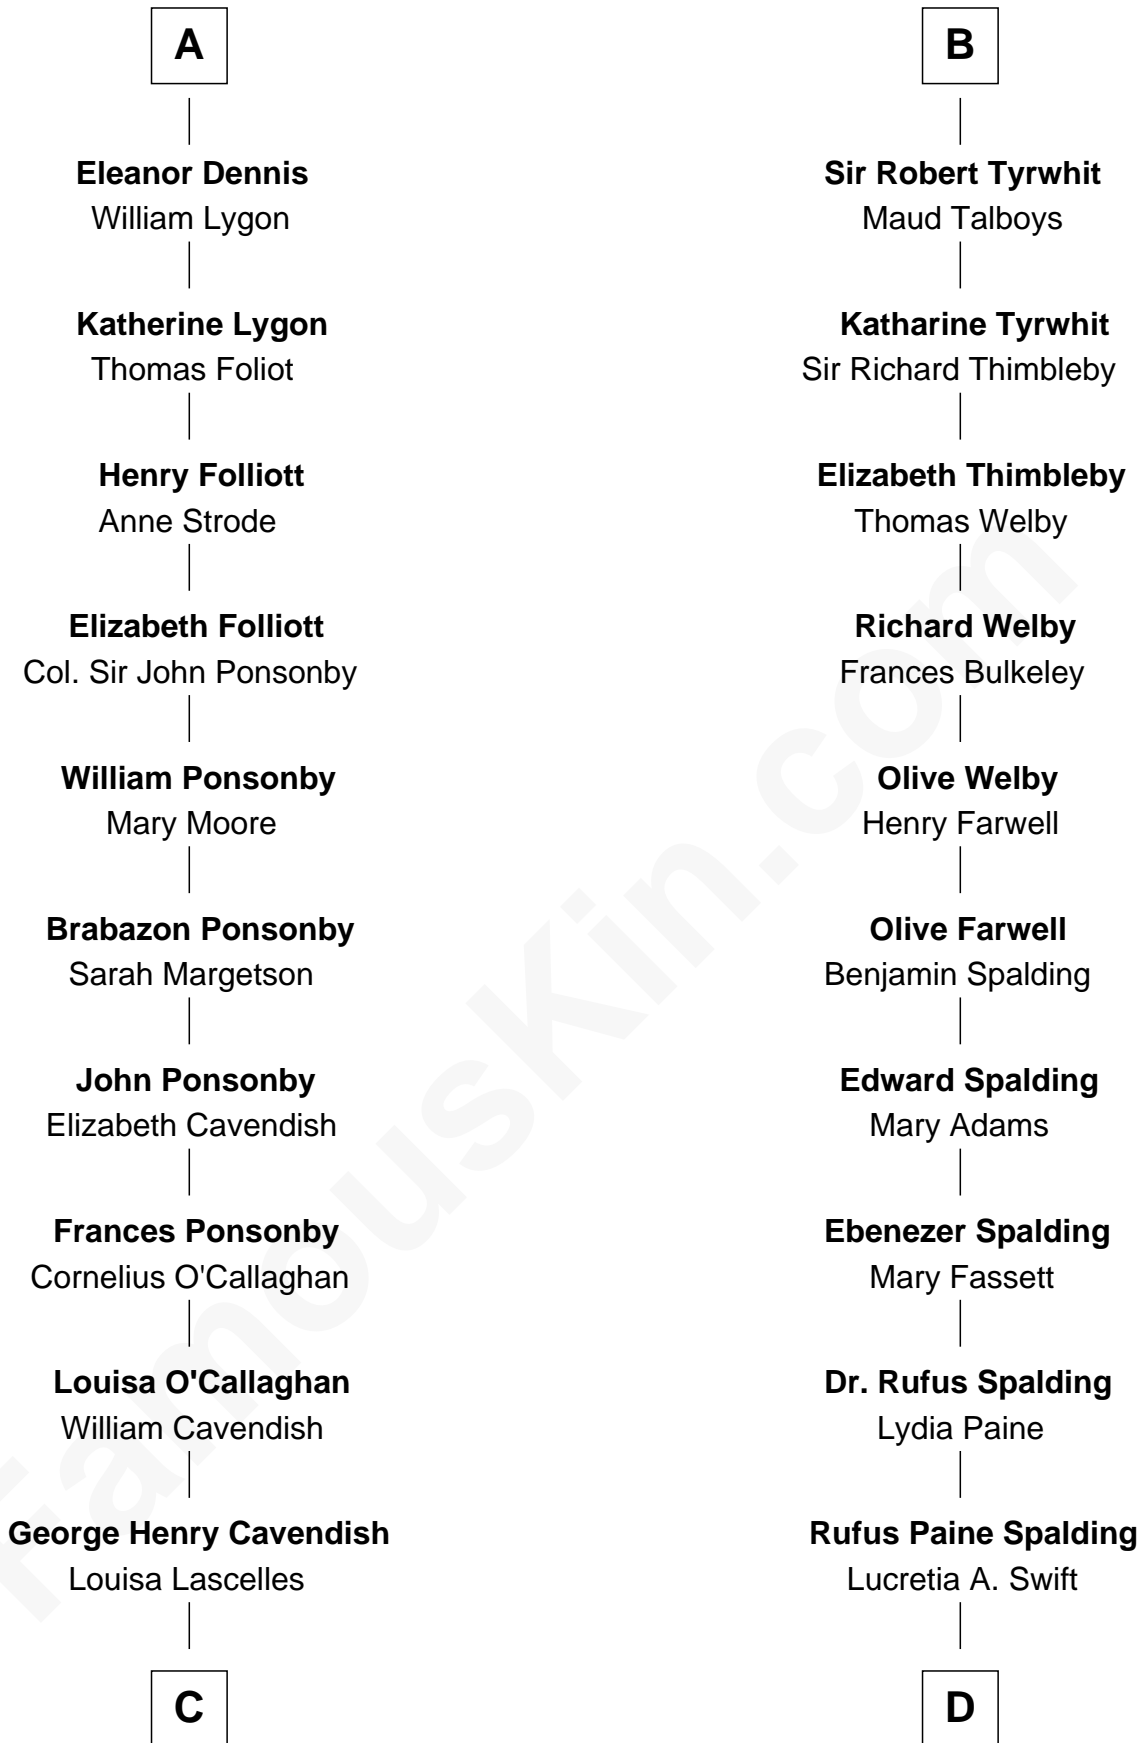 A
Eleanor Dennis
William Lygon
Katherine Lygon
Thomas Foliot
Henry Folliott
Anne Strode
Elizabeth Folliott
Col. Sir John Ponsonby
William Ponsonby
Mary Moore
Brabazon Ponsonby
Sarah Margetson
John Ponsonby
Elizabeth Cavendish
Frances Ponsonby
Cornelius O'Callaghan
Louisa O'Callaghan
William Cavendish
George Henry Cavendish
Louisa Lascelles
C
B
Sir Robert Tyrwhit
Maud Talboys
Katharine Tyrwhit
Sir Richard Thimbleby
Elizabeth Thimbleby
Thomas Welby
Richard Welby
Frances Bulkeley
Olive Welby
Henry Farwell
Olive Farwell
Benjamin Spalding
Edward Spalding
Mary Adams
Ebenezer Spalding
Mary Fassett
Dr. Rufus Spalding
Lydia Paine
Rufus Paine Spalding
Lucretia A. Swift
D
FamousKin.com